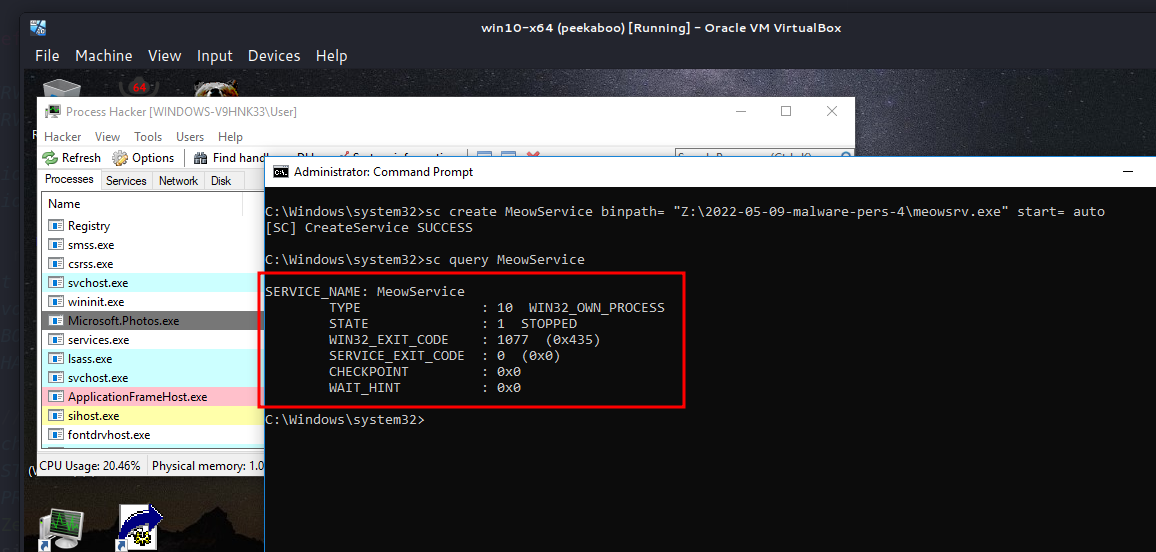 win10-x64 (peekaboo) [Running] - Oracle VM VirtualBox
File Machine View Input Devices Help
64
Process Hacker [WINDOWS-V9HNK33\User]
Hacker View Tools Users Help
Refresh Options Find
Processes Services Network Disk
Name
Registry
smss.exe
csrss.exe
svchost.exe
wininit.exe
Microsoft.Photos.exe
services.exe
lsass.exe
svchost.exe
ApplicationFrameHost.exe
sihost.exe
fontdrvhost.exe
CPU Usage: 20.46% Physical memory: 1.0
Administrator: Command Prompt
C:\Windows\system32>sc create MeowService binpath= "Z:\2022-05-09-malware-pers-4\meowsrv.exe" start= auto
[SC] CreateService SUCCESS
C:\Windows\system32>sc query MeowService
SERVICE_NAME: MeowService
TYPE : 10 WIN32_OWN_PROCESS
STATE : 1 STOPPED
WIN32_EXIT_CODE : 1077 (0x435)
SERVICE_EXIT_CODE : 0 (0x0)
CHECKPOINT : 0x0
WAIT_HINT : 0x0
C:\Windows\system32>